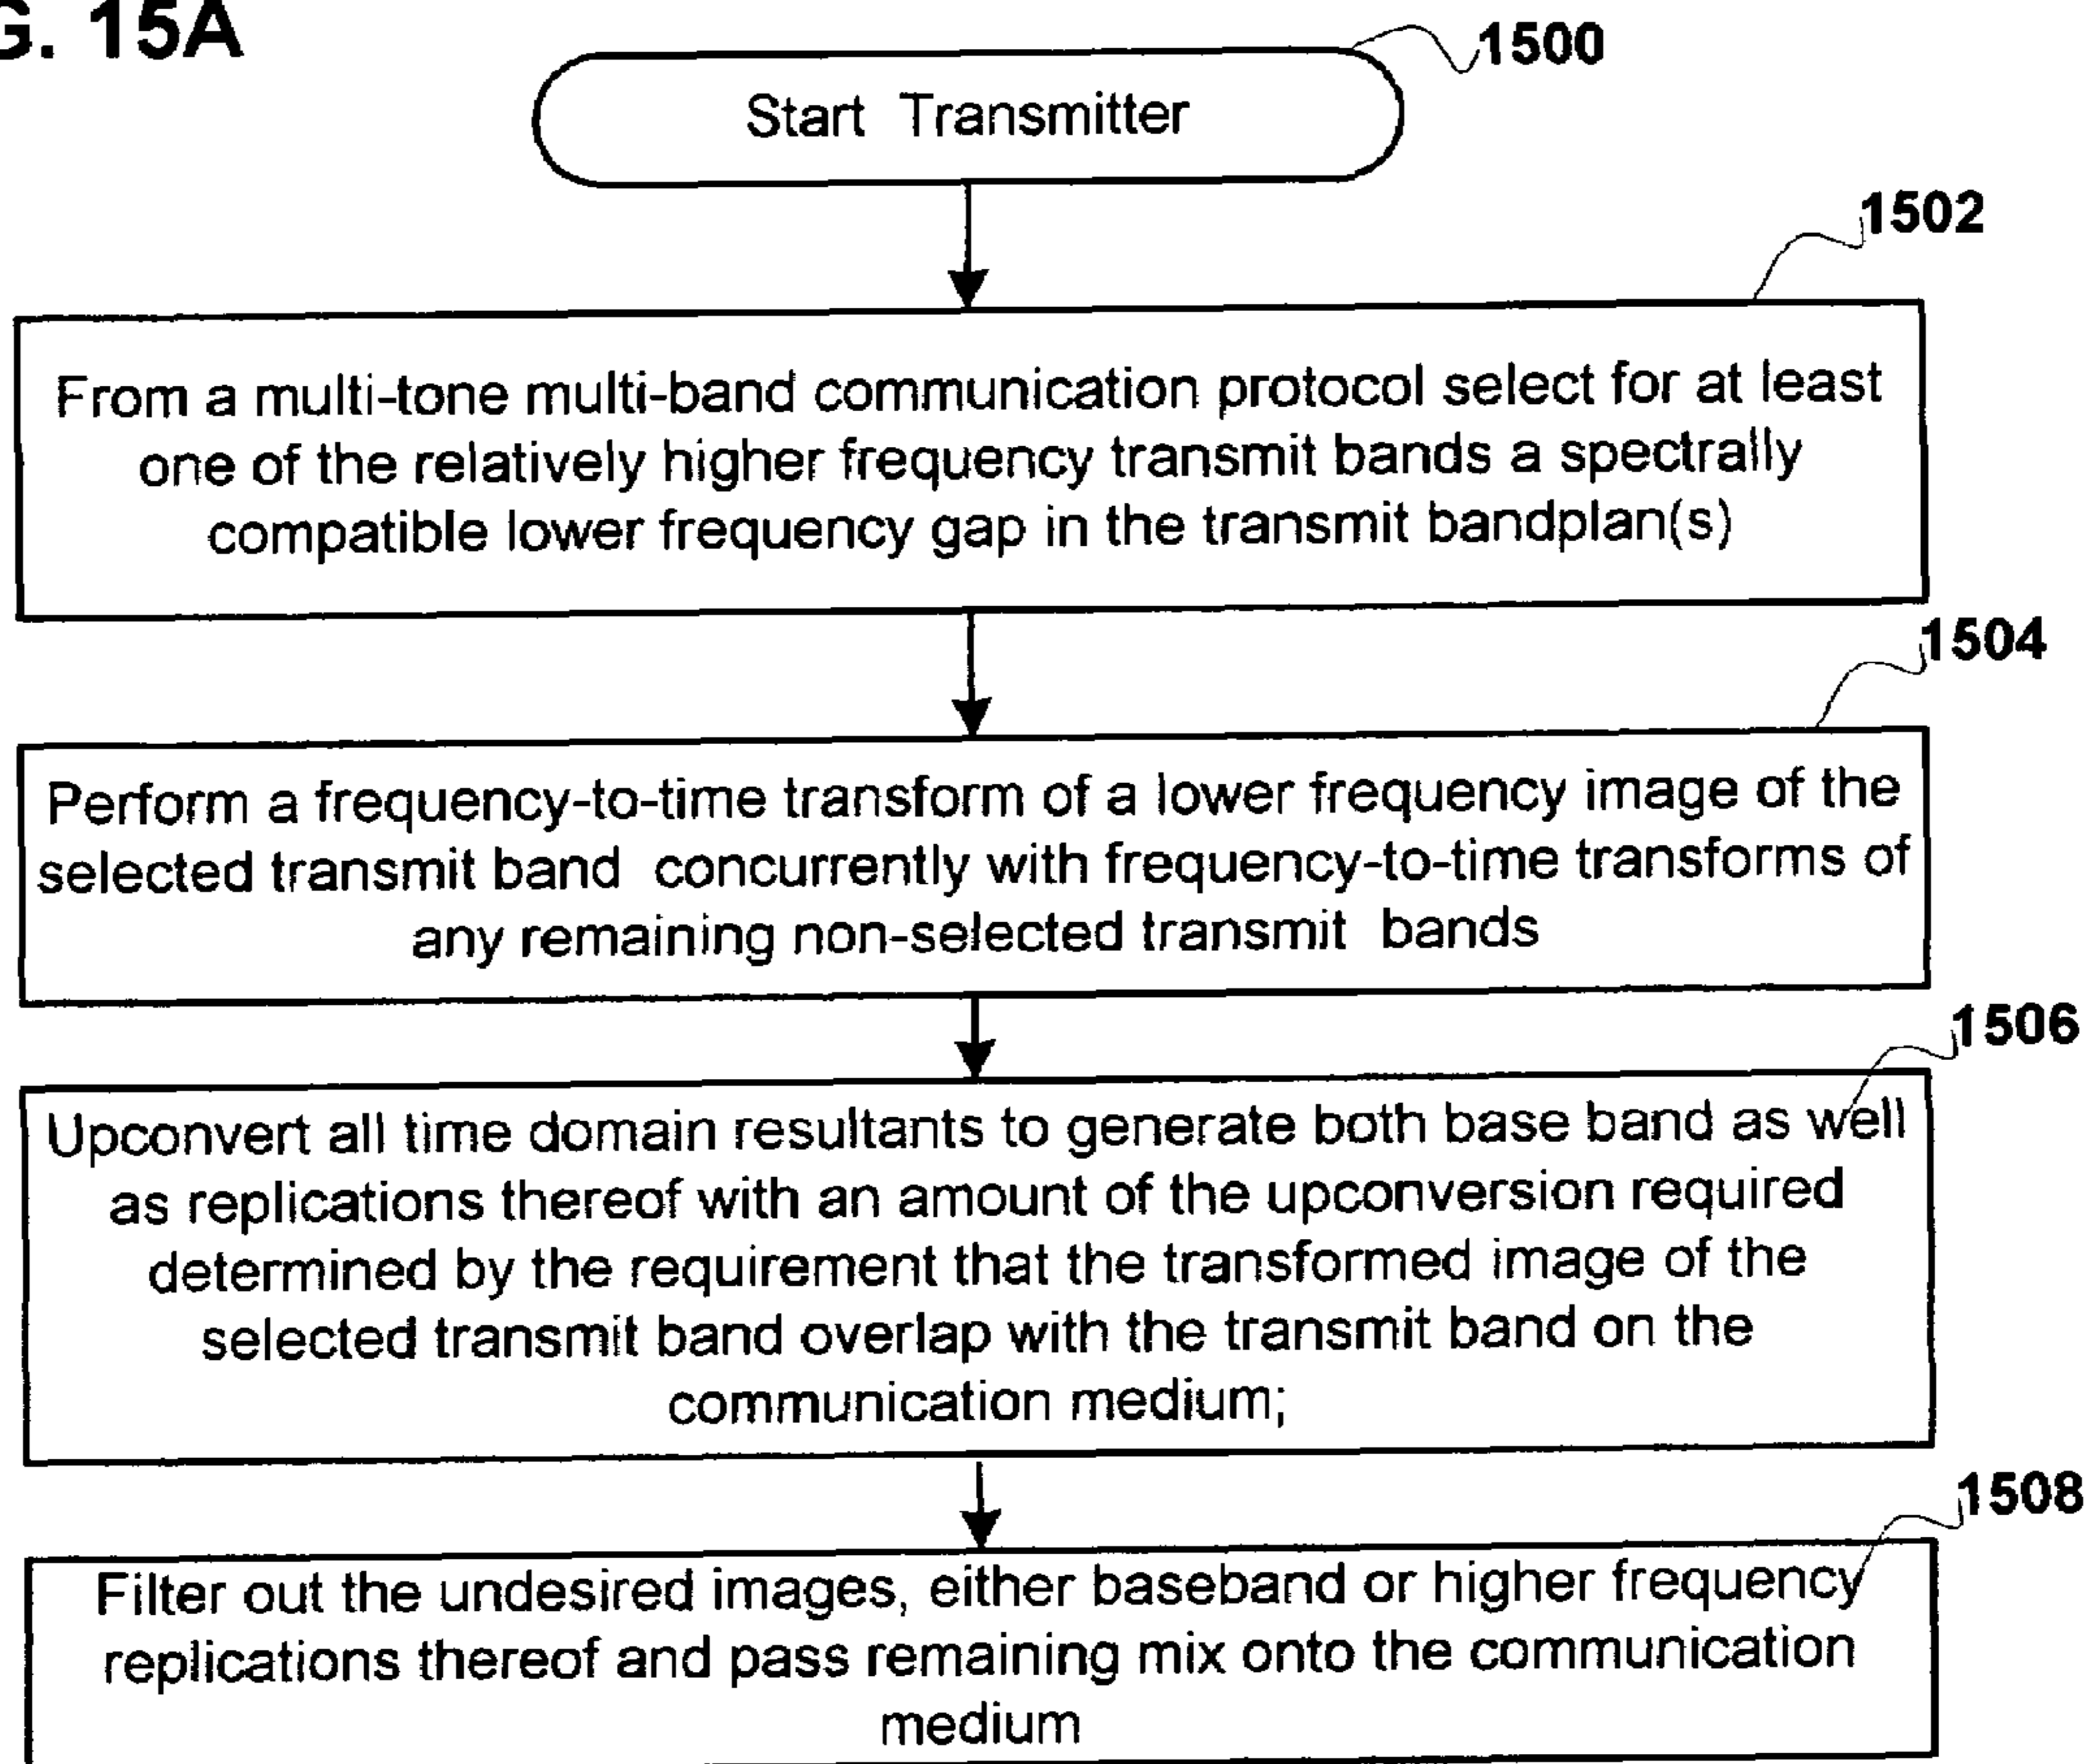 G. 15A
1500
Start Transmitter
1502
From a multi-tone multi-band communication protocol select for at least
one of the relatively higher frequency transmit bands a spectrally
compatible lower frequency gap in the transmit bandplan(s)
1504
Perform a frequency-to-time transform of a lower frequency image of the
selected transmit band concurrently with frequency-to-time transforms of
any remaining non-selected transmit bands
1506
Upconvert all time domain resultants to generate both base band as well
as replications thereof with an amount of the upconversion required
determined by the requirement that the transformed image of the
selected transmit band overlap with the transmit band on the
communication medium;
1508
Filter out the undesired images, either baseband or higher frequency
replications thereof and pass remaining mix onto the communication
medium